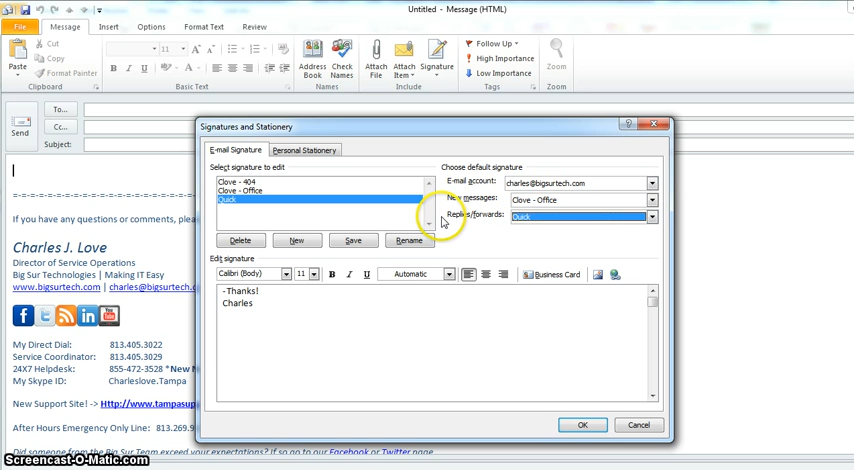 Untitled - Message (HTML)
File Message Insert Options Format Text Review
Cut
Copy
Format Painter
Paste
Clipboard
11
B I U
Basic Text
Address Book
Check Names
Names
Attach File
Attach Item
Signature
Include
Follow Up
High Importance
Low Importance
Tags
Zoom
Zoom
Send
To...
Cc...
Subject:
If you have any questions or comments, plea
Charles J. Love
Director of Service Operations
Big Sur Technologies | Making IT Easy
www.bigsurtech.com | charles@bigsurtech.c
My Direct Dial: 813.405.3022
Service Coordinator: 813.405.3029
24X7 Helpdesk: 855-472-3528 *New N
My Skype ID: Charleslove.Tampa
New Support Site! -> Http://www.tampasup
After Hours Emergency Only Line: 813.269.9
Did someone from the Big Sur Team exceed your expectations? If so go to our Facebook or Twitter page
Signatures and Stationery
E-mail Signature Personal Stationery
Select signature to edit
Clove - 404
Clove - Office
Quick
Delete New Save Rename
Choose default signature
E-mail account: charles@bigsurtech.com
New messages: Clove - Office
Replies/forwards: Quick
Edit signature
Calibri (Body) 11 B I U Automatic Business Card
- Thanks!
Charles
OK Cancel
Screencast-O-Matic.com